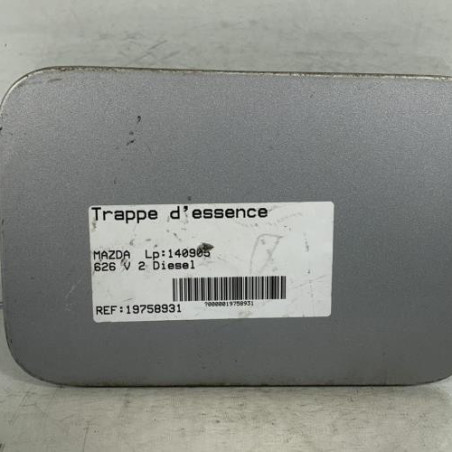 Trappe d'essence
MAZDA Lp:140905
626 V 2 Diesel
70000019758931
REF:19758931